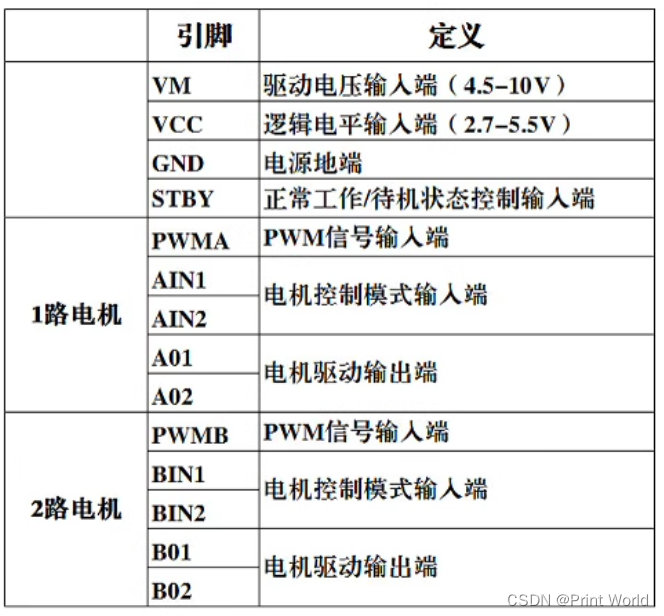 引脚 定义
VM 驱动电压输入端（4.5-10V）
VCC 逻辑电平输入端（2.7-5.5V）
GND 电源地端
STBY 正常工作/待机状态控制输入端
1路电机
PWMA PWM信号输入端
AIN1
AIN2
电机控制模式输入端
A01
A02
电机驱动输出端
2路电机
PWMB PWM信号输入端
BIN1
BIN2
电机控制模式输入端
B01
B02
电机驱动输出端
CSDN @Print World